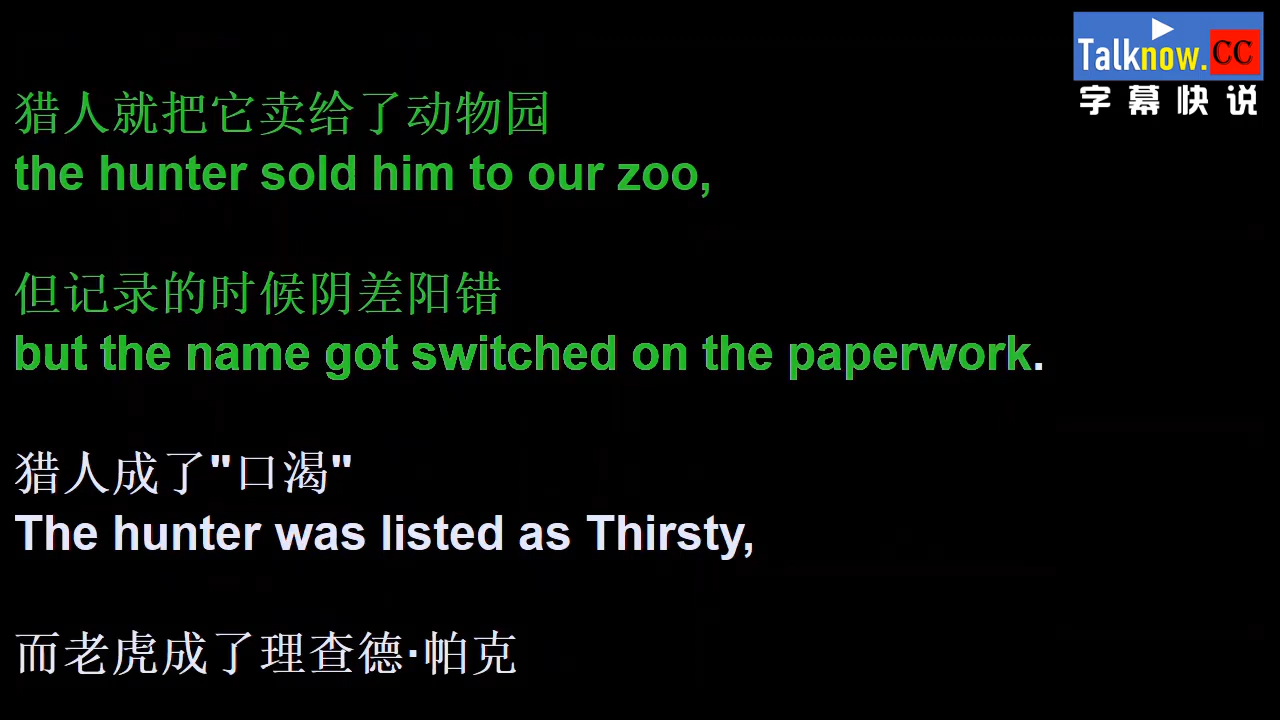 Talknow.CC
字幕快说
猎人就把它卖给了动物园
the hunter sold him to our zoo,
但记录的时候阴差阳错
but the name got switched on the paperwork.
猎人成了"口渴"
The hunter was listed as Thirsty,
而老虎成了理查德·帕克